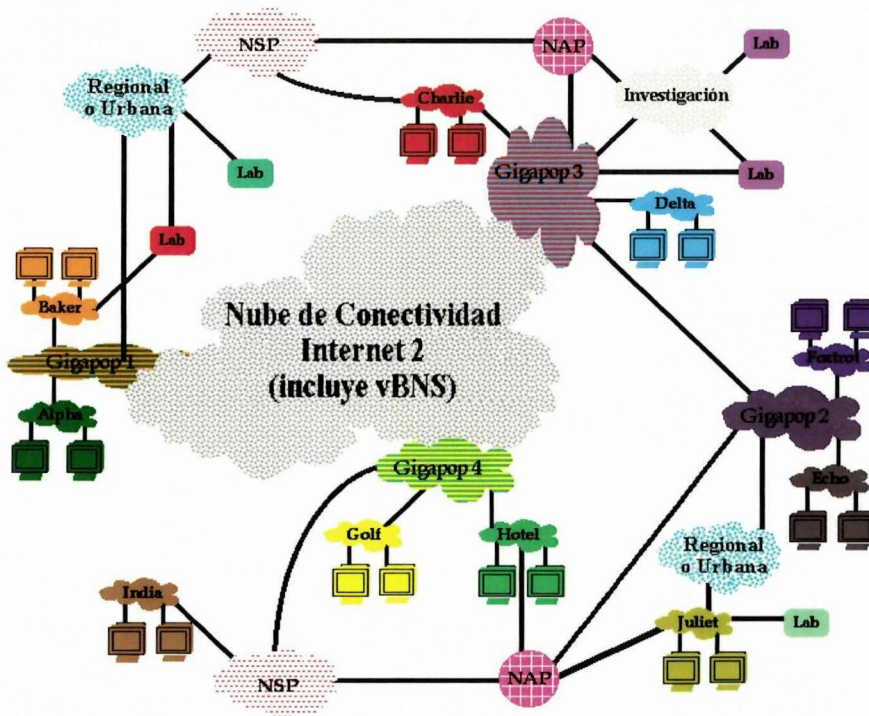 NSP
NAP
Lab
Regional
o Urbana
Charlie
Investigación
Gigapop 3
Lab
Lab
Delta
Lab
Baker
Nube de Conectividad
Internet 2
(incluye vBNS)
Gigapop 1
Foxtrot
Alpha
Gigapop 2
Gigapop 4
Echo
Golf
Hotel
Regional
o Urbana
India
Juliet
Lab
NSP
NAP